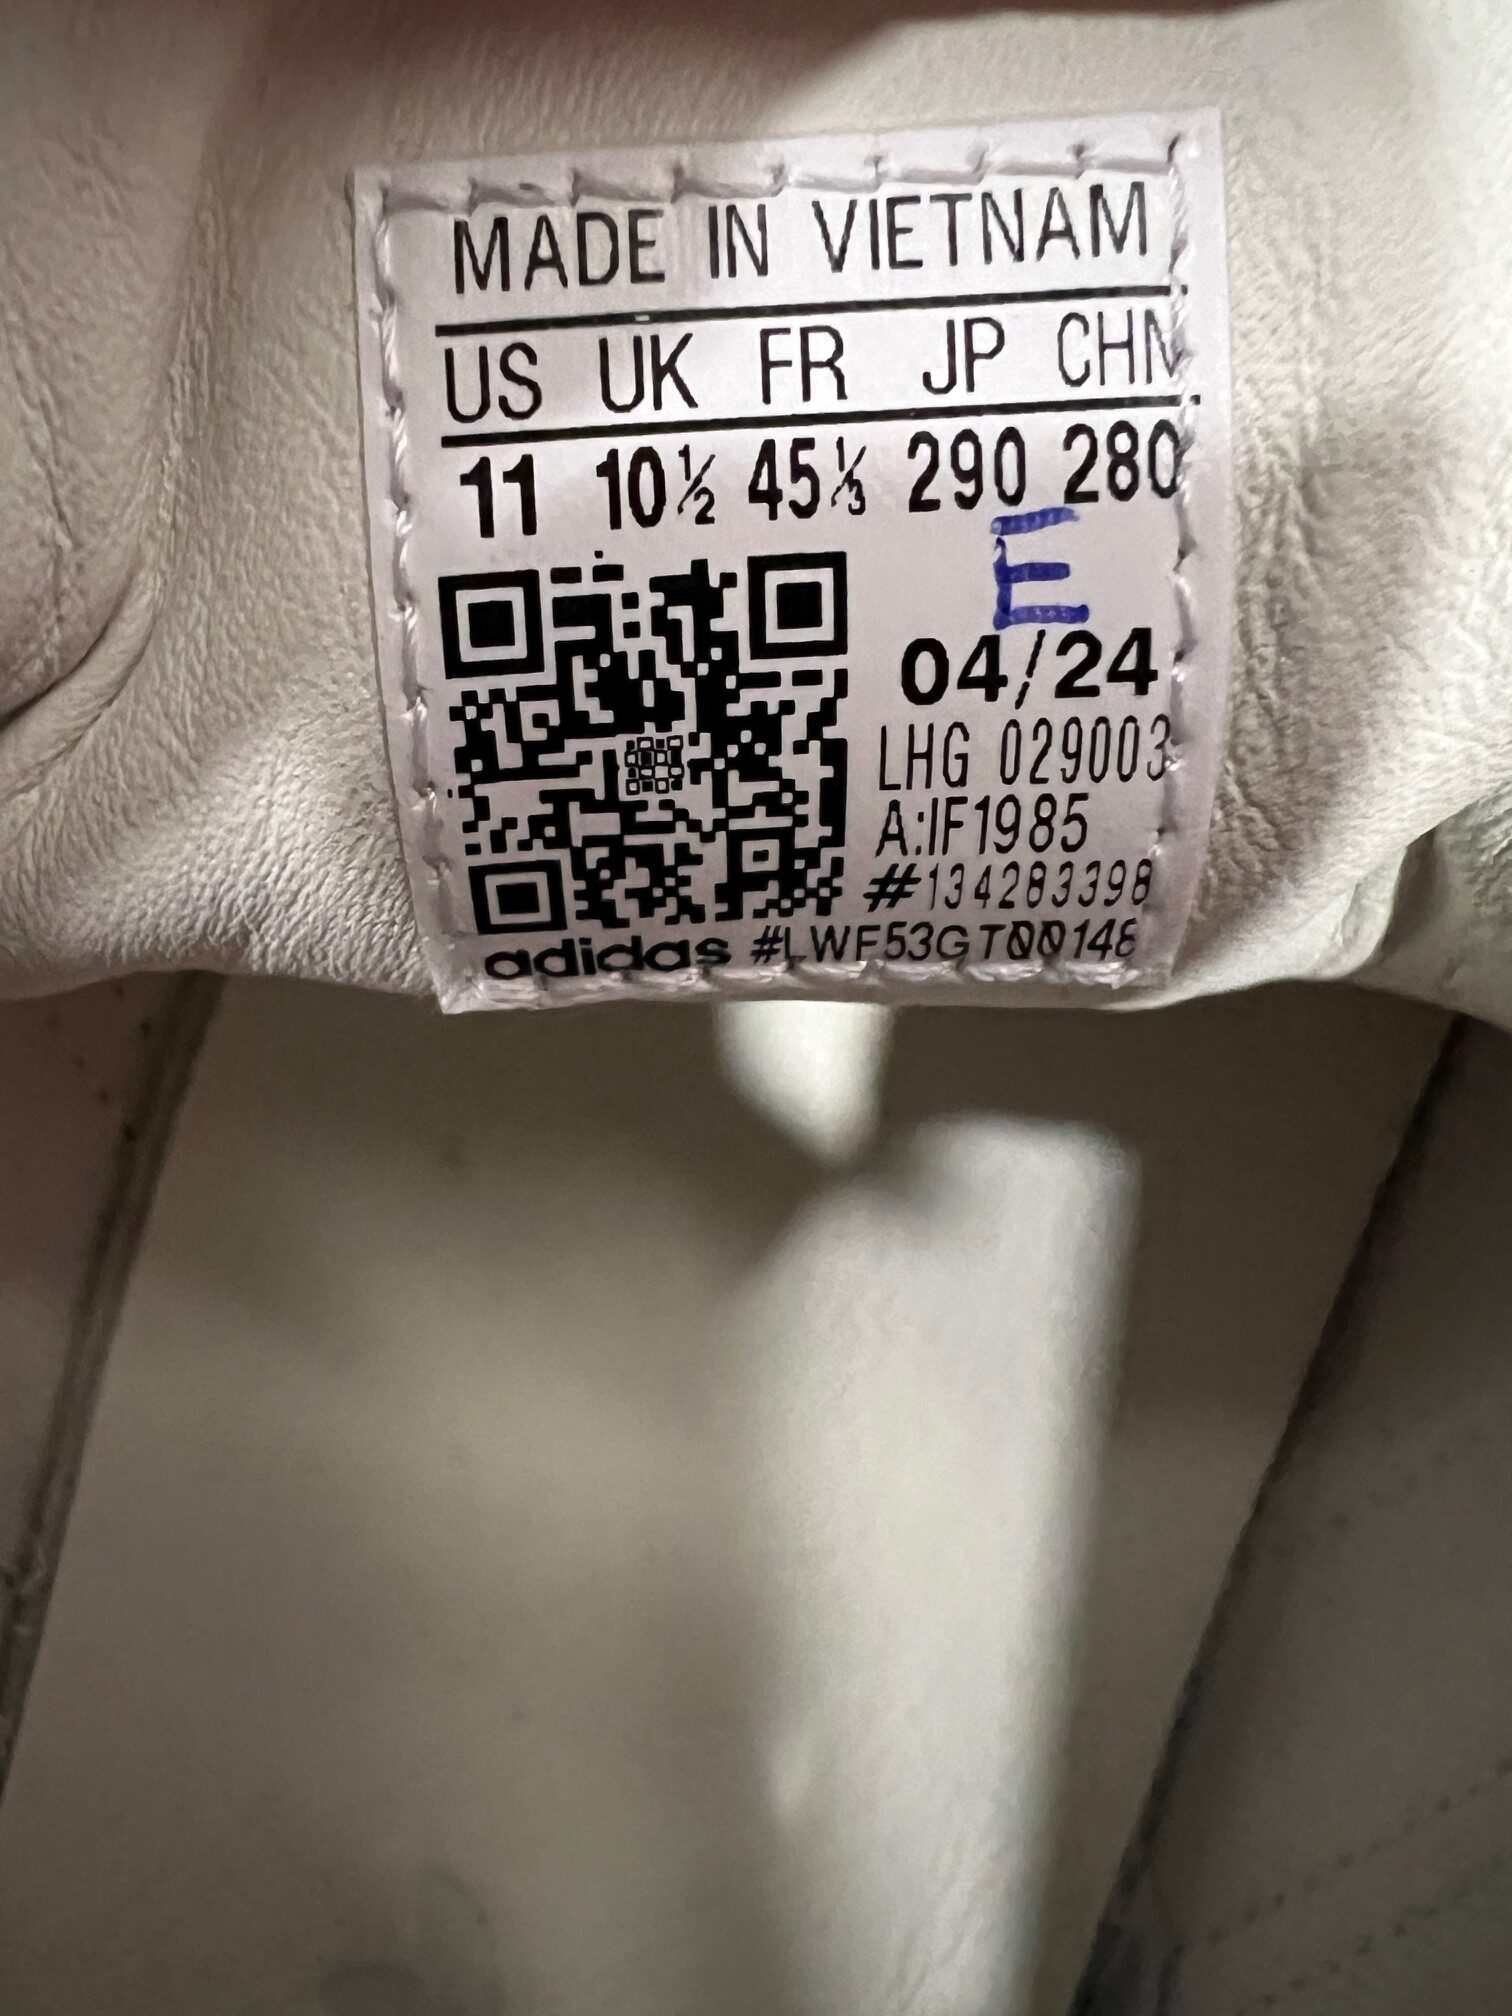 MADE IN VIETNAM
US UK FR JP CHN
11 10½ 45⅓ 290 280
E
04/24
LHG 029003
A:IF1985
#134283398
adidas #LWF53GT00148